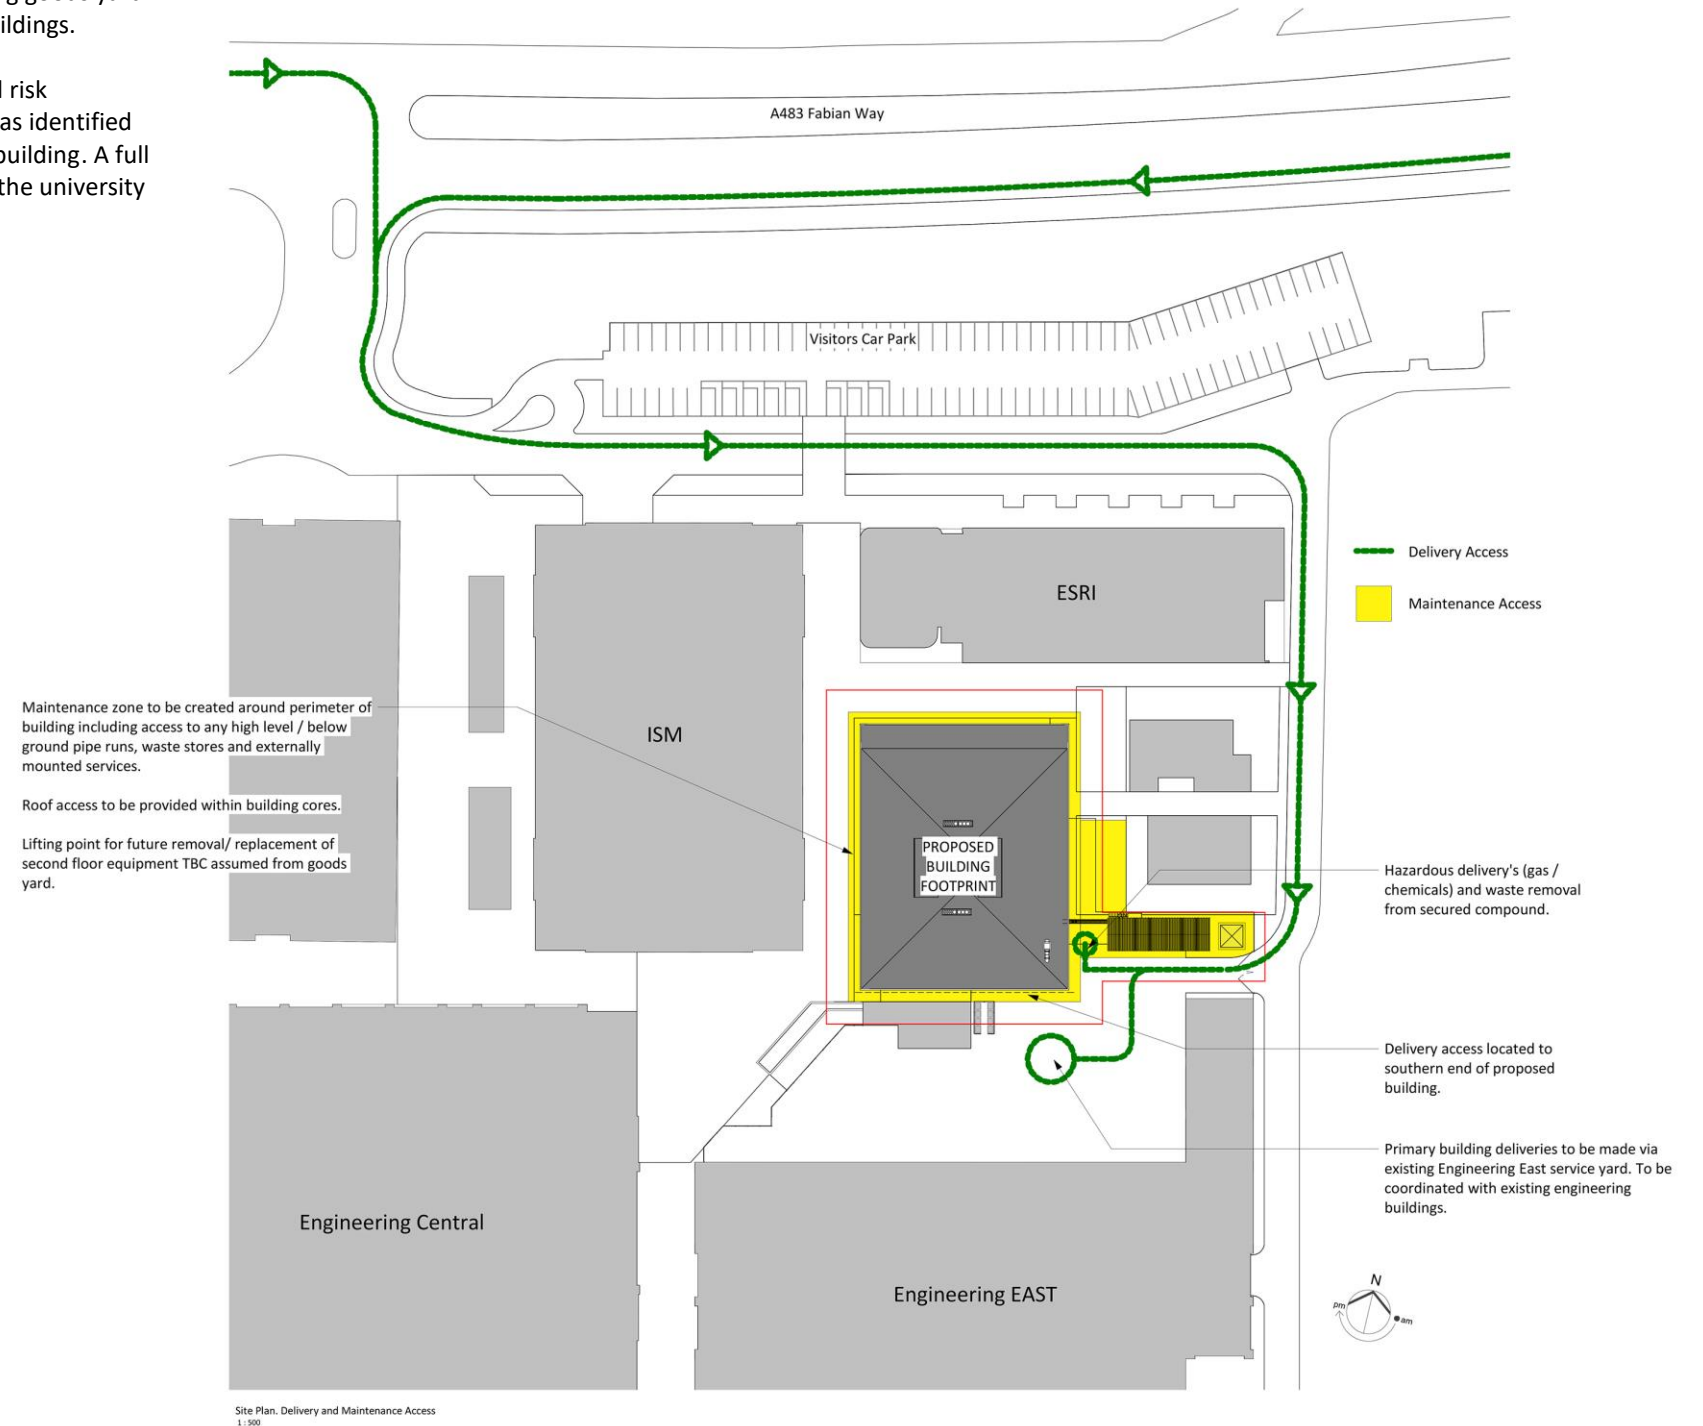 ildings.
risk
as identified
building. A full
the university
A483 Fabian Way
Visitors Car Park
Delivery Access
Maintenance Access
ESRI
ISM
Maintenance zone to be created around perimeter of
building including access to any high level / below
ground pipe runs, waste stores and externally
mounted services.
Roof access to be provided within building cores.
Lifting point for future removal/ replacement of
second floor equipment TBC assumed from goods
yard.
PROPOSED
BUILDING
FOOTPRINT
Hazardous delivery's (gas /
chemicals) and waste removal
from secured compound.
Delivery access located to
southern end of proposed
building.
Primary building deliveries to be made via
existing Engineering East service yard. To be
coordinated with existing engineering
buildings.
Engineering Central
Engineering EAST
N
pm
am
Site Plan. Delivery and Maintenance Access
1 : 500